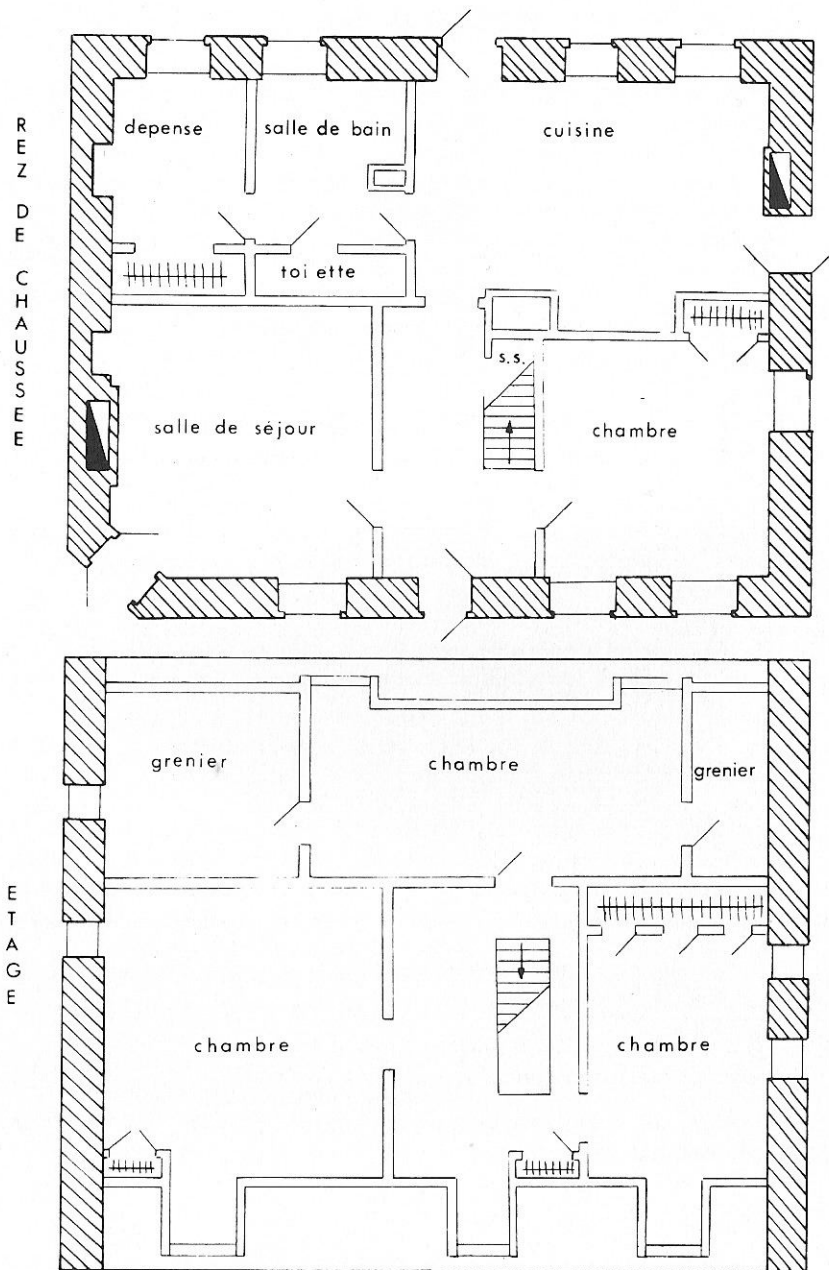 REZ DE CHAUSSEE
depense
salle de bain
cuisine
toi ette
s.s.
salle de séjour
chambre
ETAGE
grenier
chambre
grenier
chambre
chambre